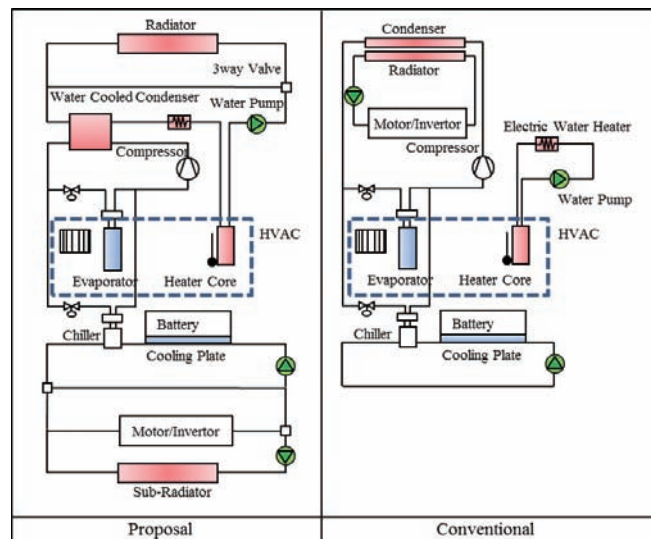 Radiator
3way Valve
Water Cooled Condenser
Water Pump
Compressor
HVAC
Evaporator
Heater Core
Chiller
Battery
Cooling Plate
Motor/Invertor
Sub-Radiator
Proposal
Condenser
Radiator
Motor/Invertor
Electric Water Heater
Compressor
Water Pump
HVAC
Evaporator
Heater Core
Chiller
Battery
Cooling Plate
Conventional